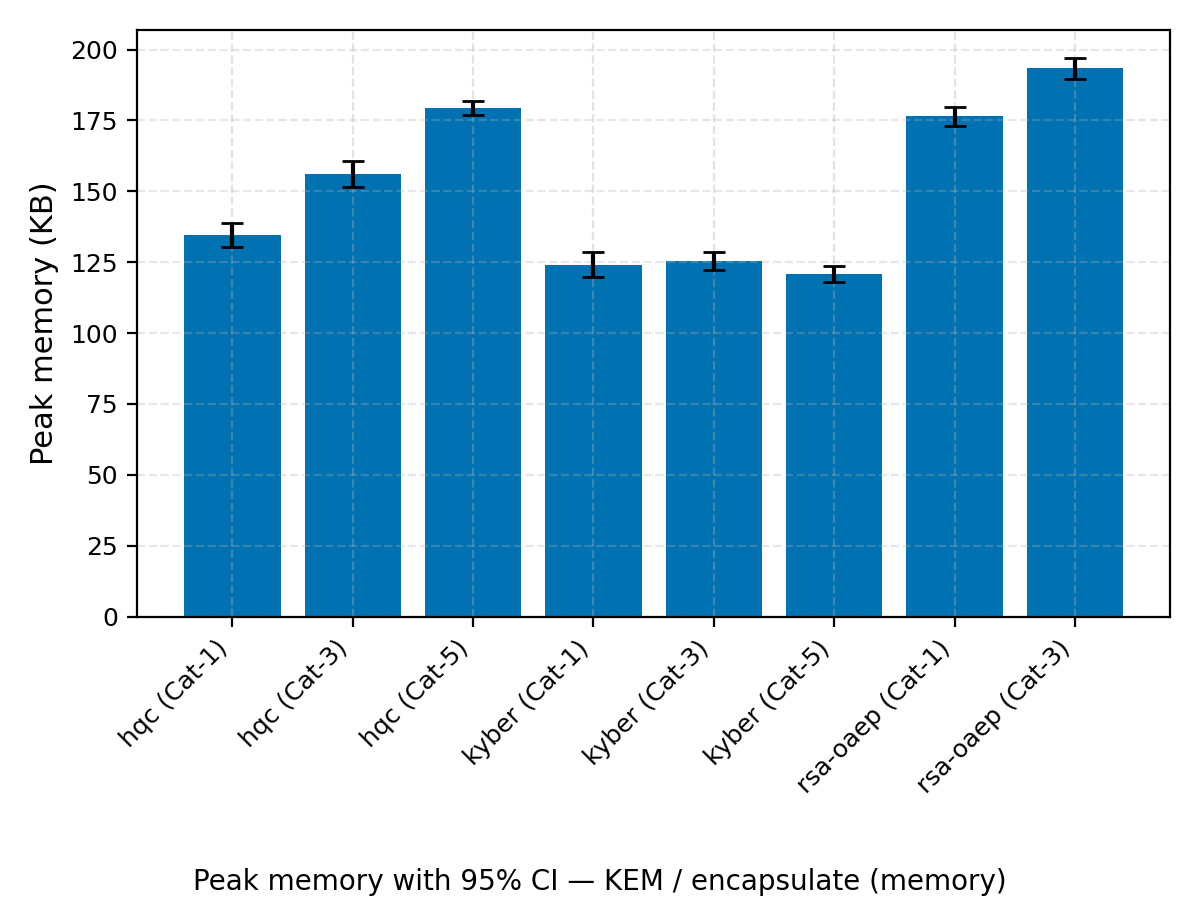 Peak memory (KB)
200
175
150
125
100
75
50
25
0
hqc (Cat-1)
hqc (Cat-3)
hqc (Cat-5)
kyber (Cat-1)
kyber (Cat-3)
kyber (Cat-5)
rsa-oaep (Cat-1)
rsa-oaep (Cat-3)
Peak memory with 95% CI — KEM / encapsulate (memory)